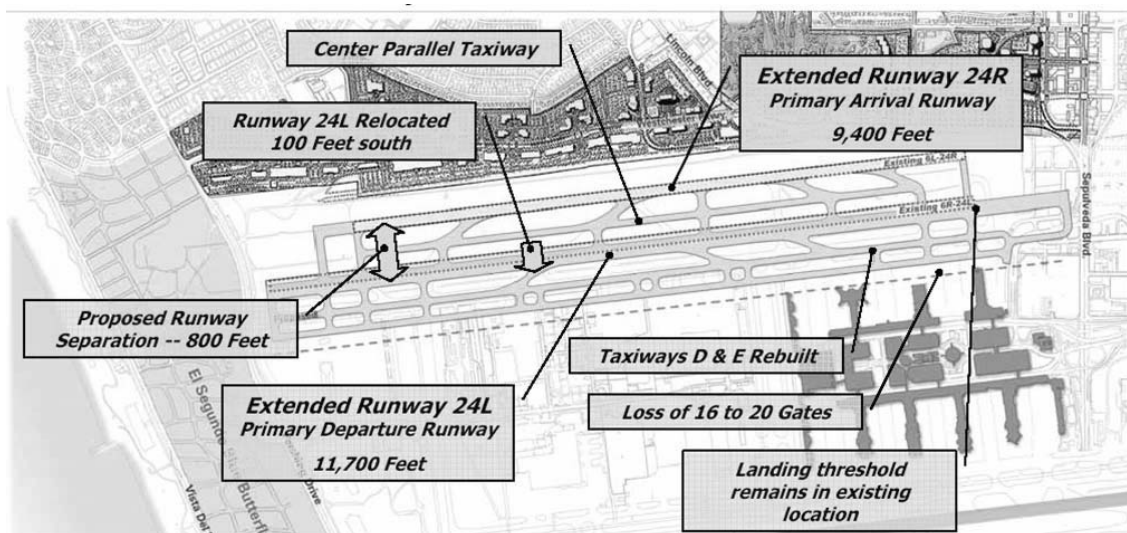 Center Parallel Taxiway
Lincoln Blvd
Extended Runway 24R
Primary Arrival Runway
9,400 Feet
Runway 24L Relocated
100 Feet south
Existing 6L-24R
Existing 6R-24L
Sepulveda Blvd
Proposed Runway
Separation -- 800 Feet
Taxiways D & E Rebuilt
Extended Runway 24L
Primary Departure Runway
11,700 Feet
Loss of 16 to 20 Gates
Landing threshold
remains in existing
location
El Segundo Blue Butterfl
Drive
Vista Del